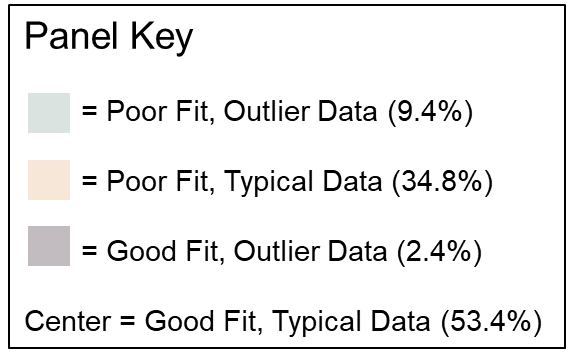 Panel Key
= Poor Fit, Outlier Data (9.4%)
= Poor Fit, Typical Data (34.8%)
= Good Fit, Outlier Data (2.4%)
Center = Good Fit, Typical Data (53.4%)